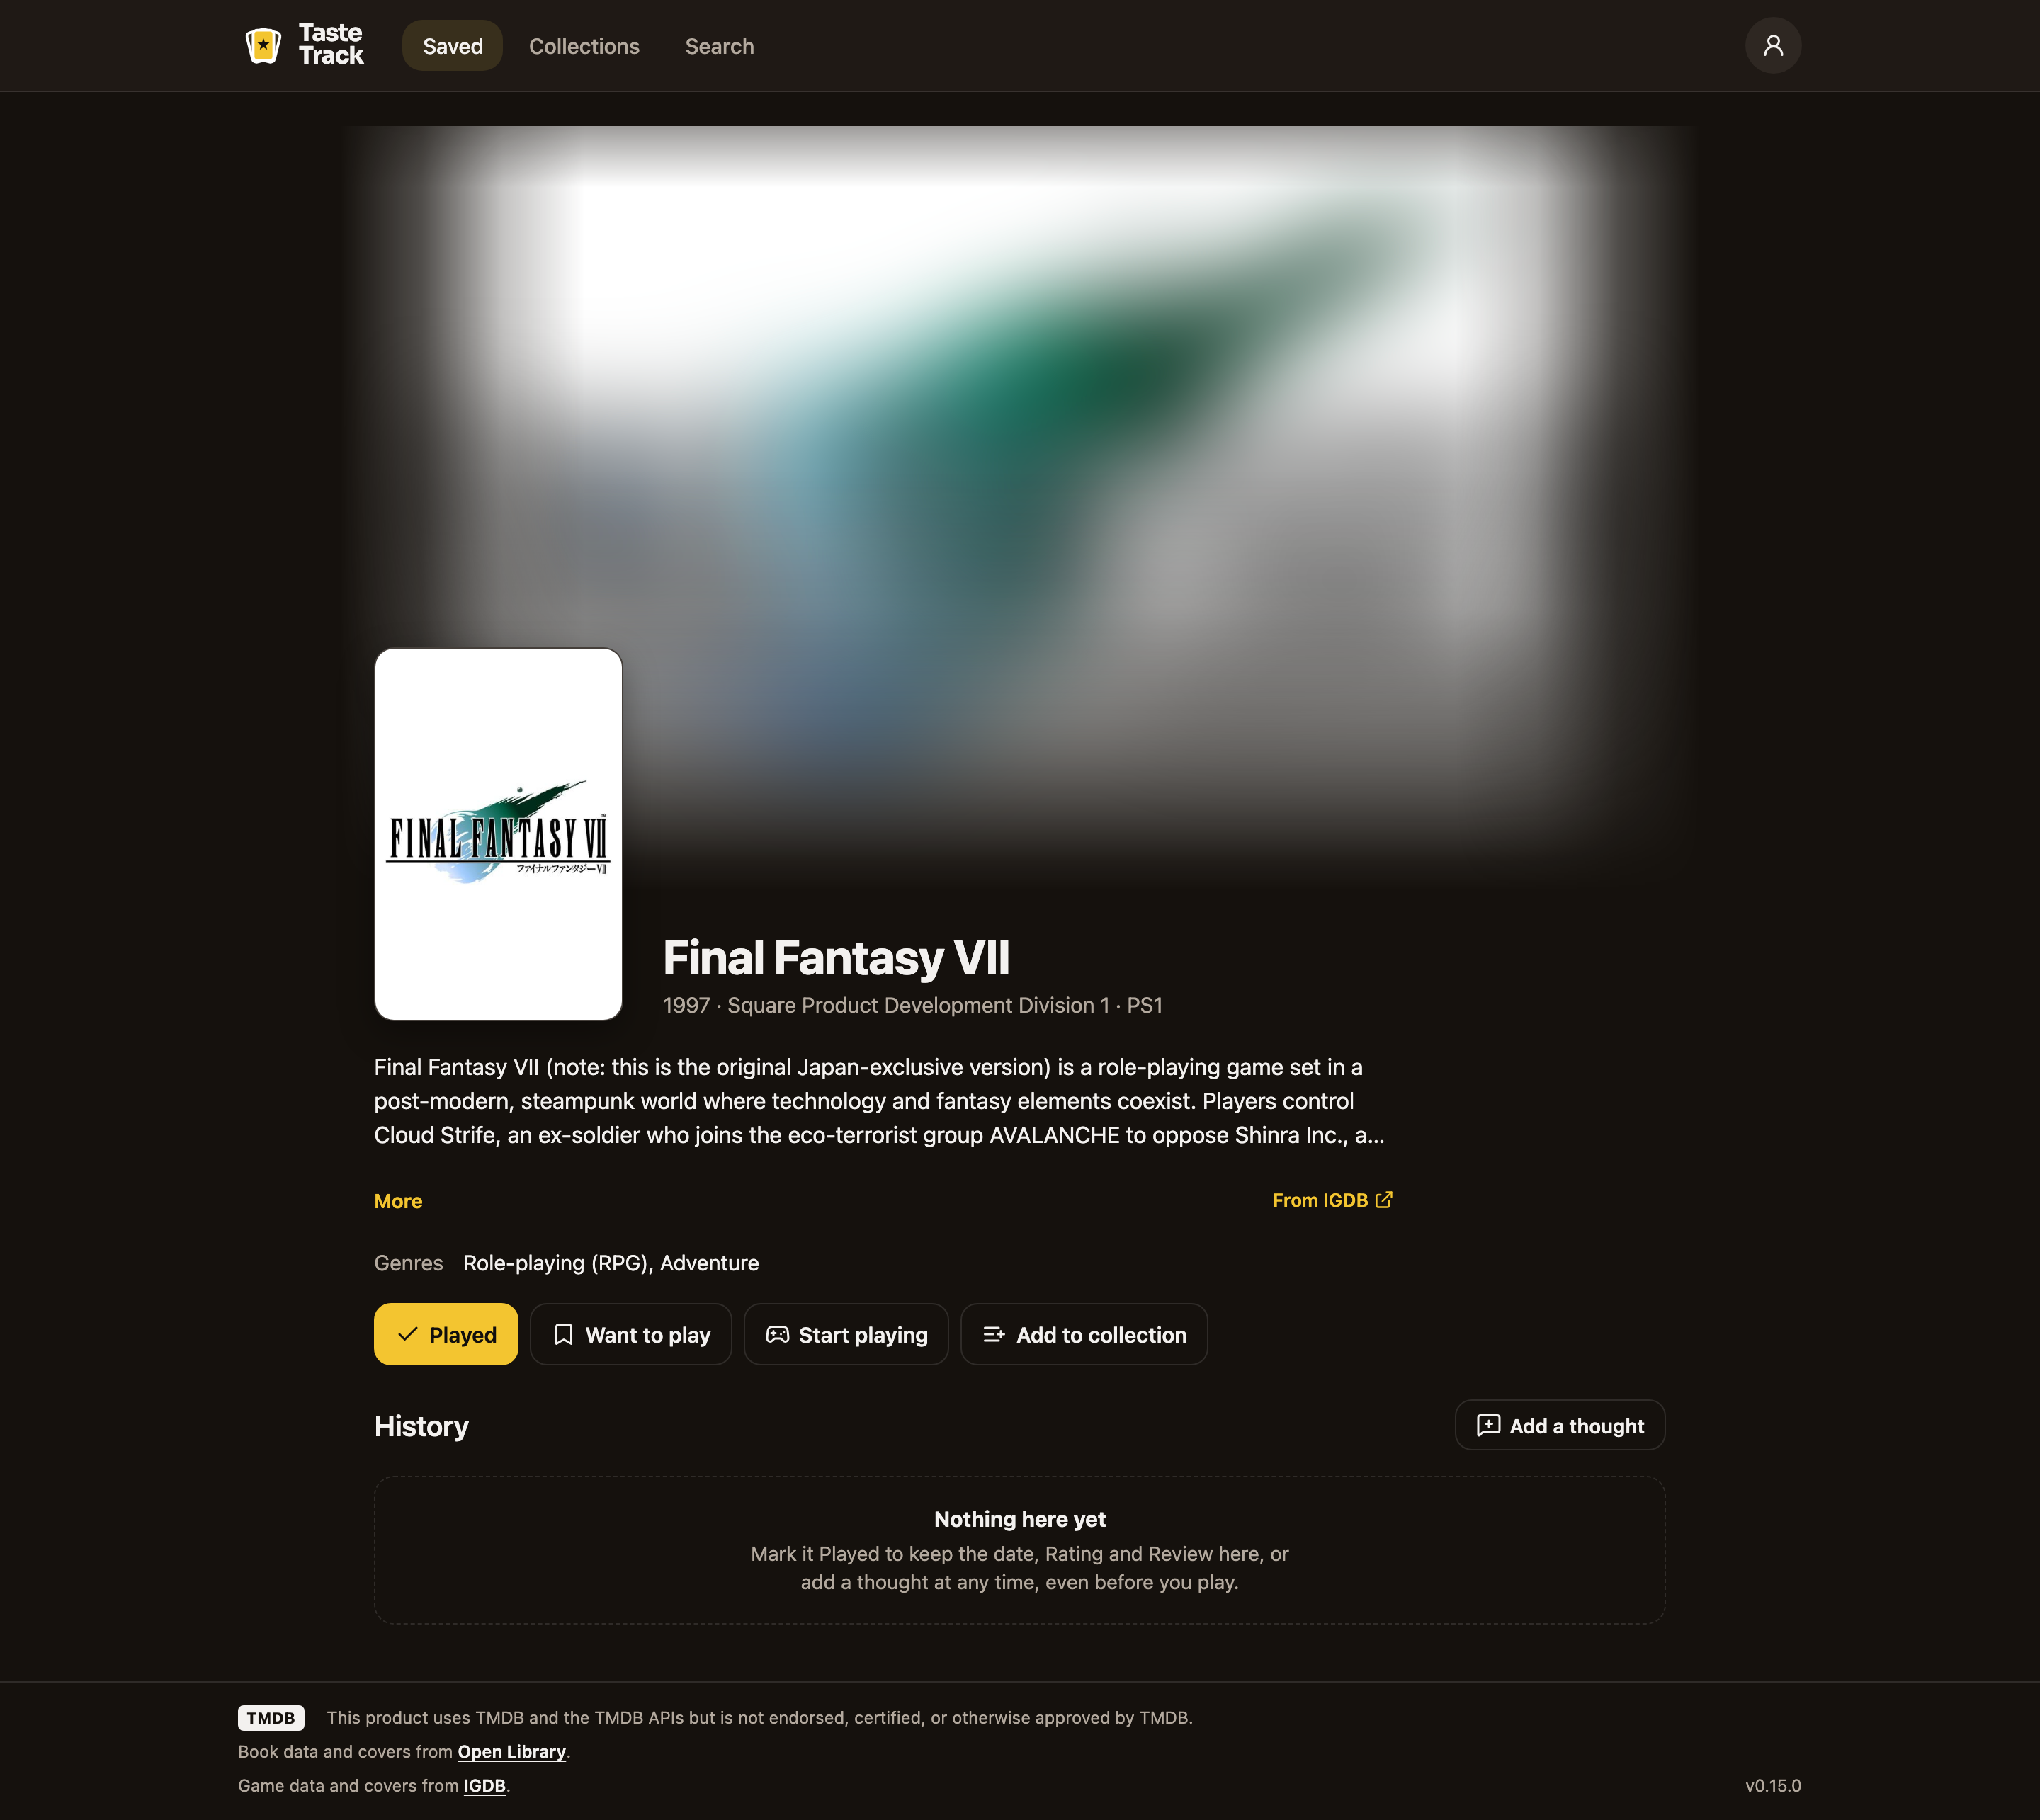 Taste
Track
Saved
Collections
Search
FINAL FANTASY VII
ファイナルファンタジーVII
Final Fantasy VII
1997 · Square Product Development Division 1 · PS1
Final Fantasy VII (note: this is the original Japan-exclusive version) is a role-playing game set in a
post-modern, steampunk world where technology and fantasy elements coexist. Players control
Cloud Strife, an ex-soldier who joins the eco-terrorist group AVALANCHE to oppose Shinra Inc., a...
More
From IGDB
Genres Role-playing (RPG), Adventure
Played
Want to play
Start playing
Add to collection
History
Add a thought
Nothing here yet
Mark it Played to keep the date, Rating and Review here, or
add a thought at any time, even before you play.
TMDB This product uses TMDB and the TMDB APIs but is not endorsed, certified, or otherwise approved by TMDB.
Book data and covers from Open Library.
Game data and covers from IGDB.
v0.15.0